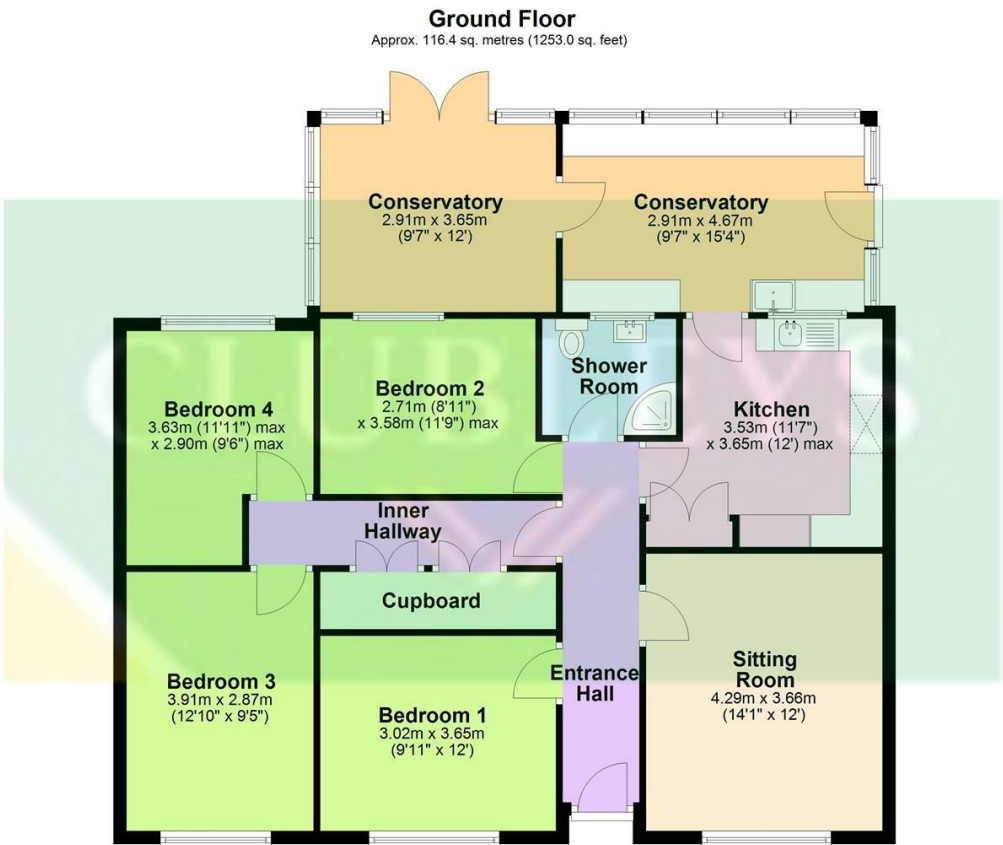 Ground Floor
Approx. 116.4 sq. metres (1253.0 sq. feet)
Conservatory
2.91m x 3.65m
(9'7" x 12')
Conservatory
2.91m x 4.67m
(9'7" x 15'4")
Bedroom 4
3.63m (11'11") max
x 2.90m (9'6") max
Bedroom 2
2.71m (8'11")
x 3.58m (11'9") max
Shower
Room
Kitchen
3.53m (11'7")
x 3.65m (12') max
Inner
Hallway
Cupboard
Bedroom 3
3.91m x 2.87m
(12'10" x 9'5")
Bedroom 1
3.02m x 3.65m
(9'11" x 12')
Entrance
Hall
Sitting
Room
4.29m x 3.66m
(14'1" x 12')